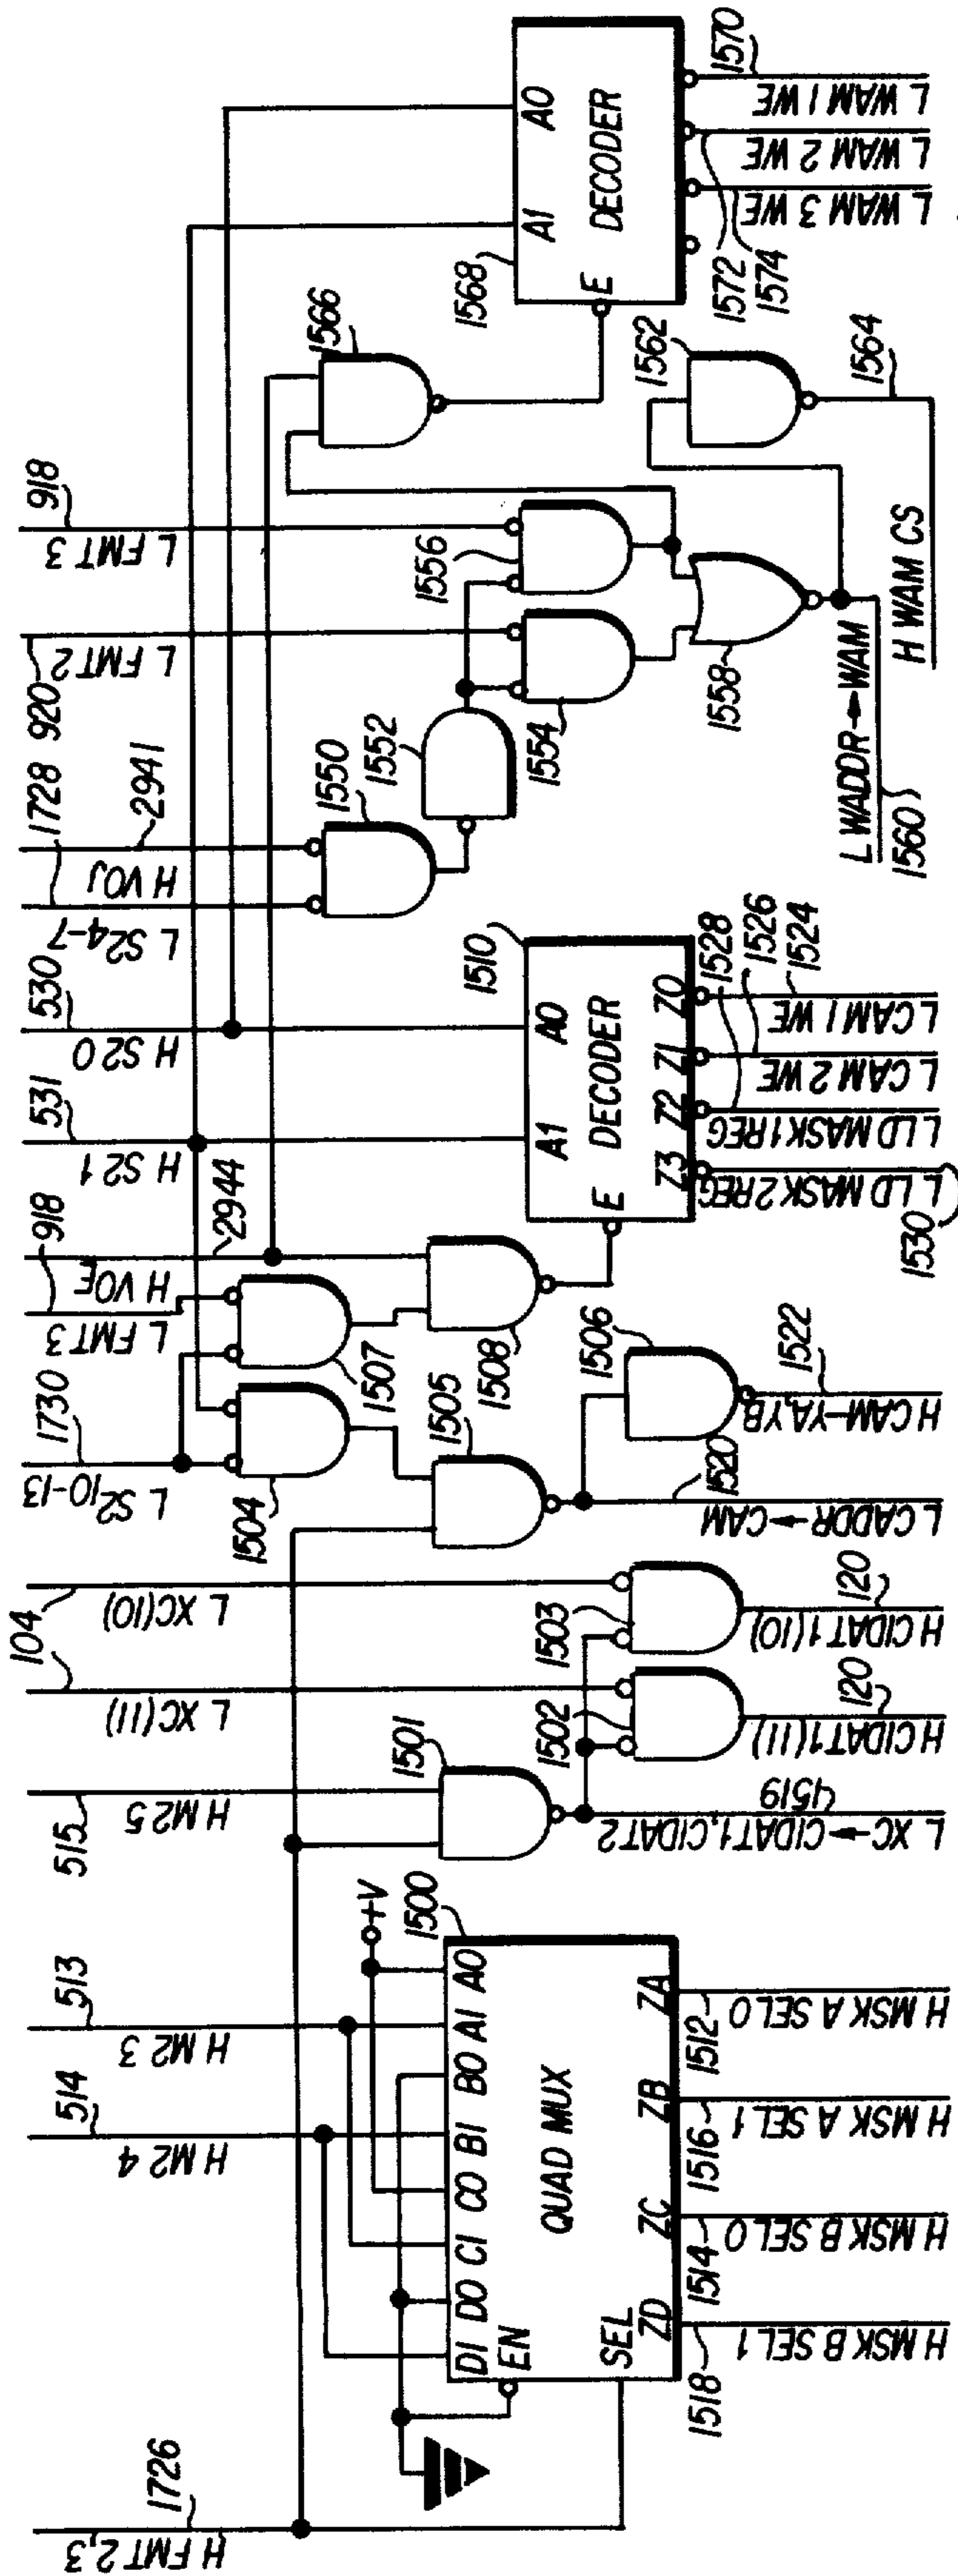 H FMT 2,3
1726
H M2 4
514
H M2 3
513
H M2 5
515
L XC(11)
104
L XC(10)
L S2 10-13
1730
L FMT 3
918
H VOE
2944
H S2 1
531
H S2 0
530
L S2 4-7
1728
H VOJ
2941
L FMT 2
920
L FMT 3
918
+V
1500
DI
D0
CI
C0
BI
B0
AI
A0
EN
QUAD MUX
SEL
ZD
ZC
ZB
ZA
1518
1514
1516
1512
H MSK B SEL 1
H MSK B SEL 0
H MSK A SEL 1
H MSK A SEL 0
1501
1502
1503
4519
L XC←CIDAT1, CIDAT2
120
H CIDAT1(11)
120
H CIDAT1(10)
1504
1507
1505
1508
1506
1520
L CADDR→CAM
1522
H CAM-YA,YB
1510
A1
A0
DECODER
E
Z3
Z2
Z1
Z0
1530
1528
1526
1524
L LD MASK 2 REG
L LD MASK 1 REG
L CAM 2 WE
L CAM 1 WE
1550
1552
1554
1556
1558
L WADDR→WAM
1560
1562
1564
H WAM CS
1566
1568
A1
A0
DECODER
E
1574
1572
1570
L WAM 3 WE
L WAM 2 WE
L WAM 1 WE